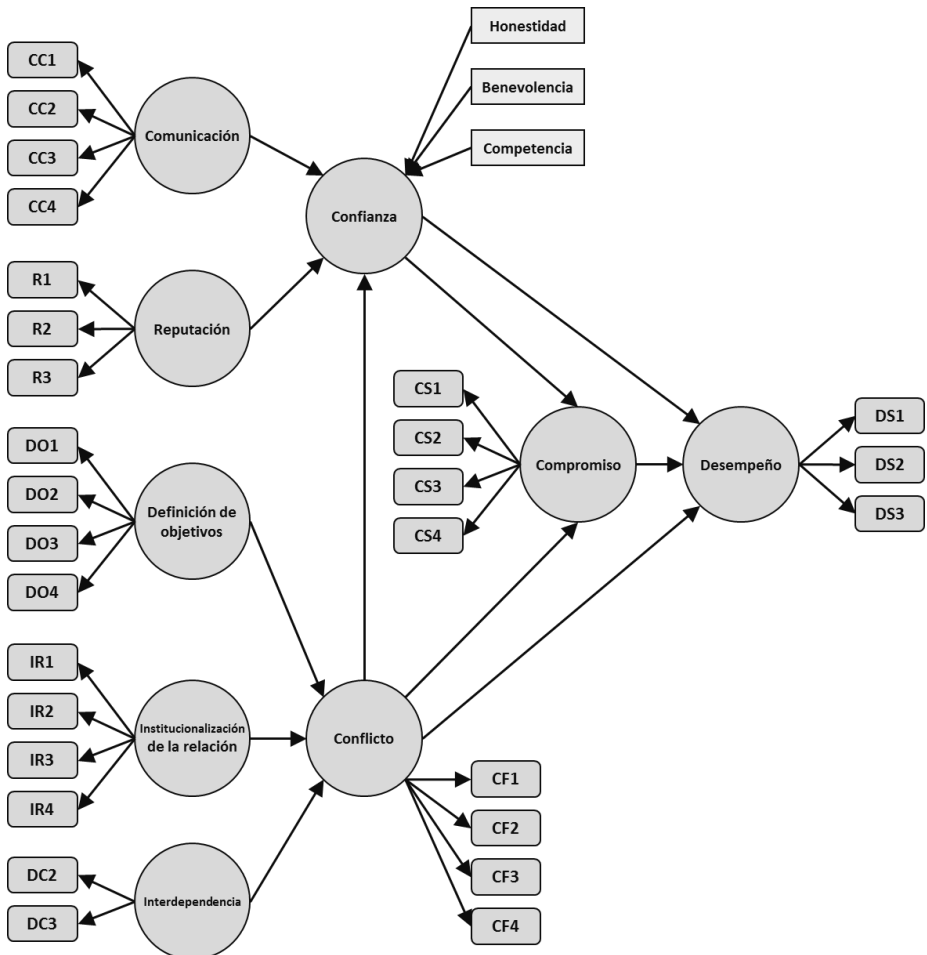 Honestidad
Benevolencia
Competencia
CC1
CC2
CC3
CC4
Comunicación
Confianza
R1
R2
R3
Reputación
DO1
DO2
DO3
DO4
Definición de
objetivos
CS1
CS2
CS3
CS4
Compromiso
Desempeño
DS1
DS2
DS3
IR1
IR2
IR3
IR4
Institucionalización
de la relación
Conflicto
CF1
CF2
CF3
CF4
DC2
DC3
Interdependencia